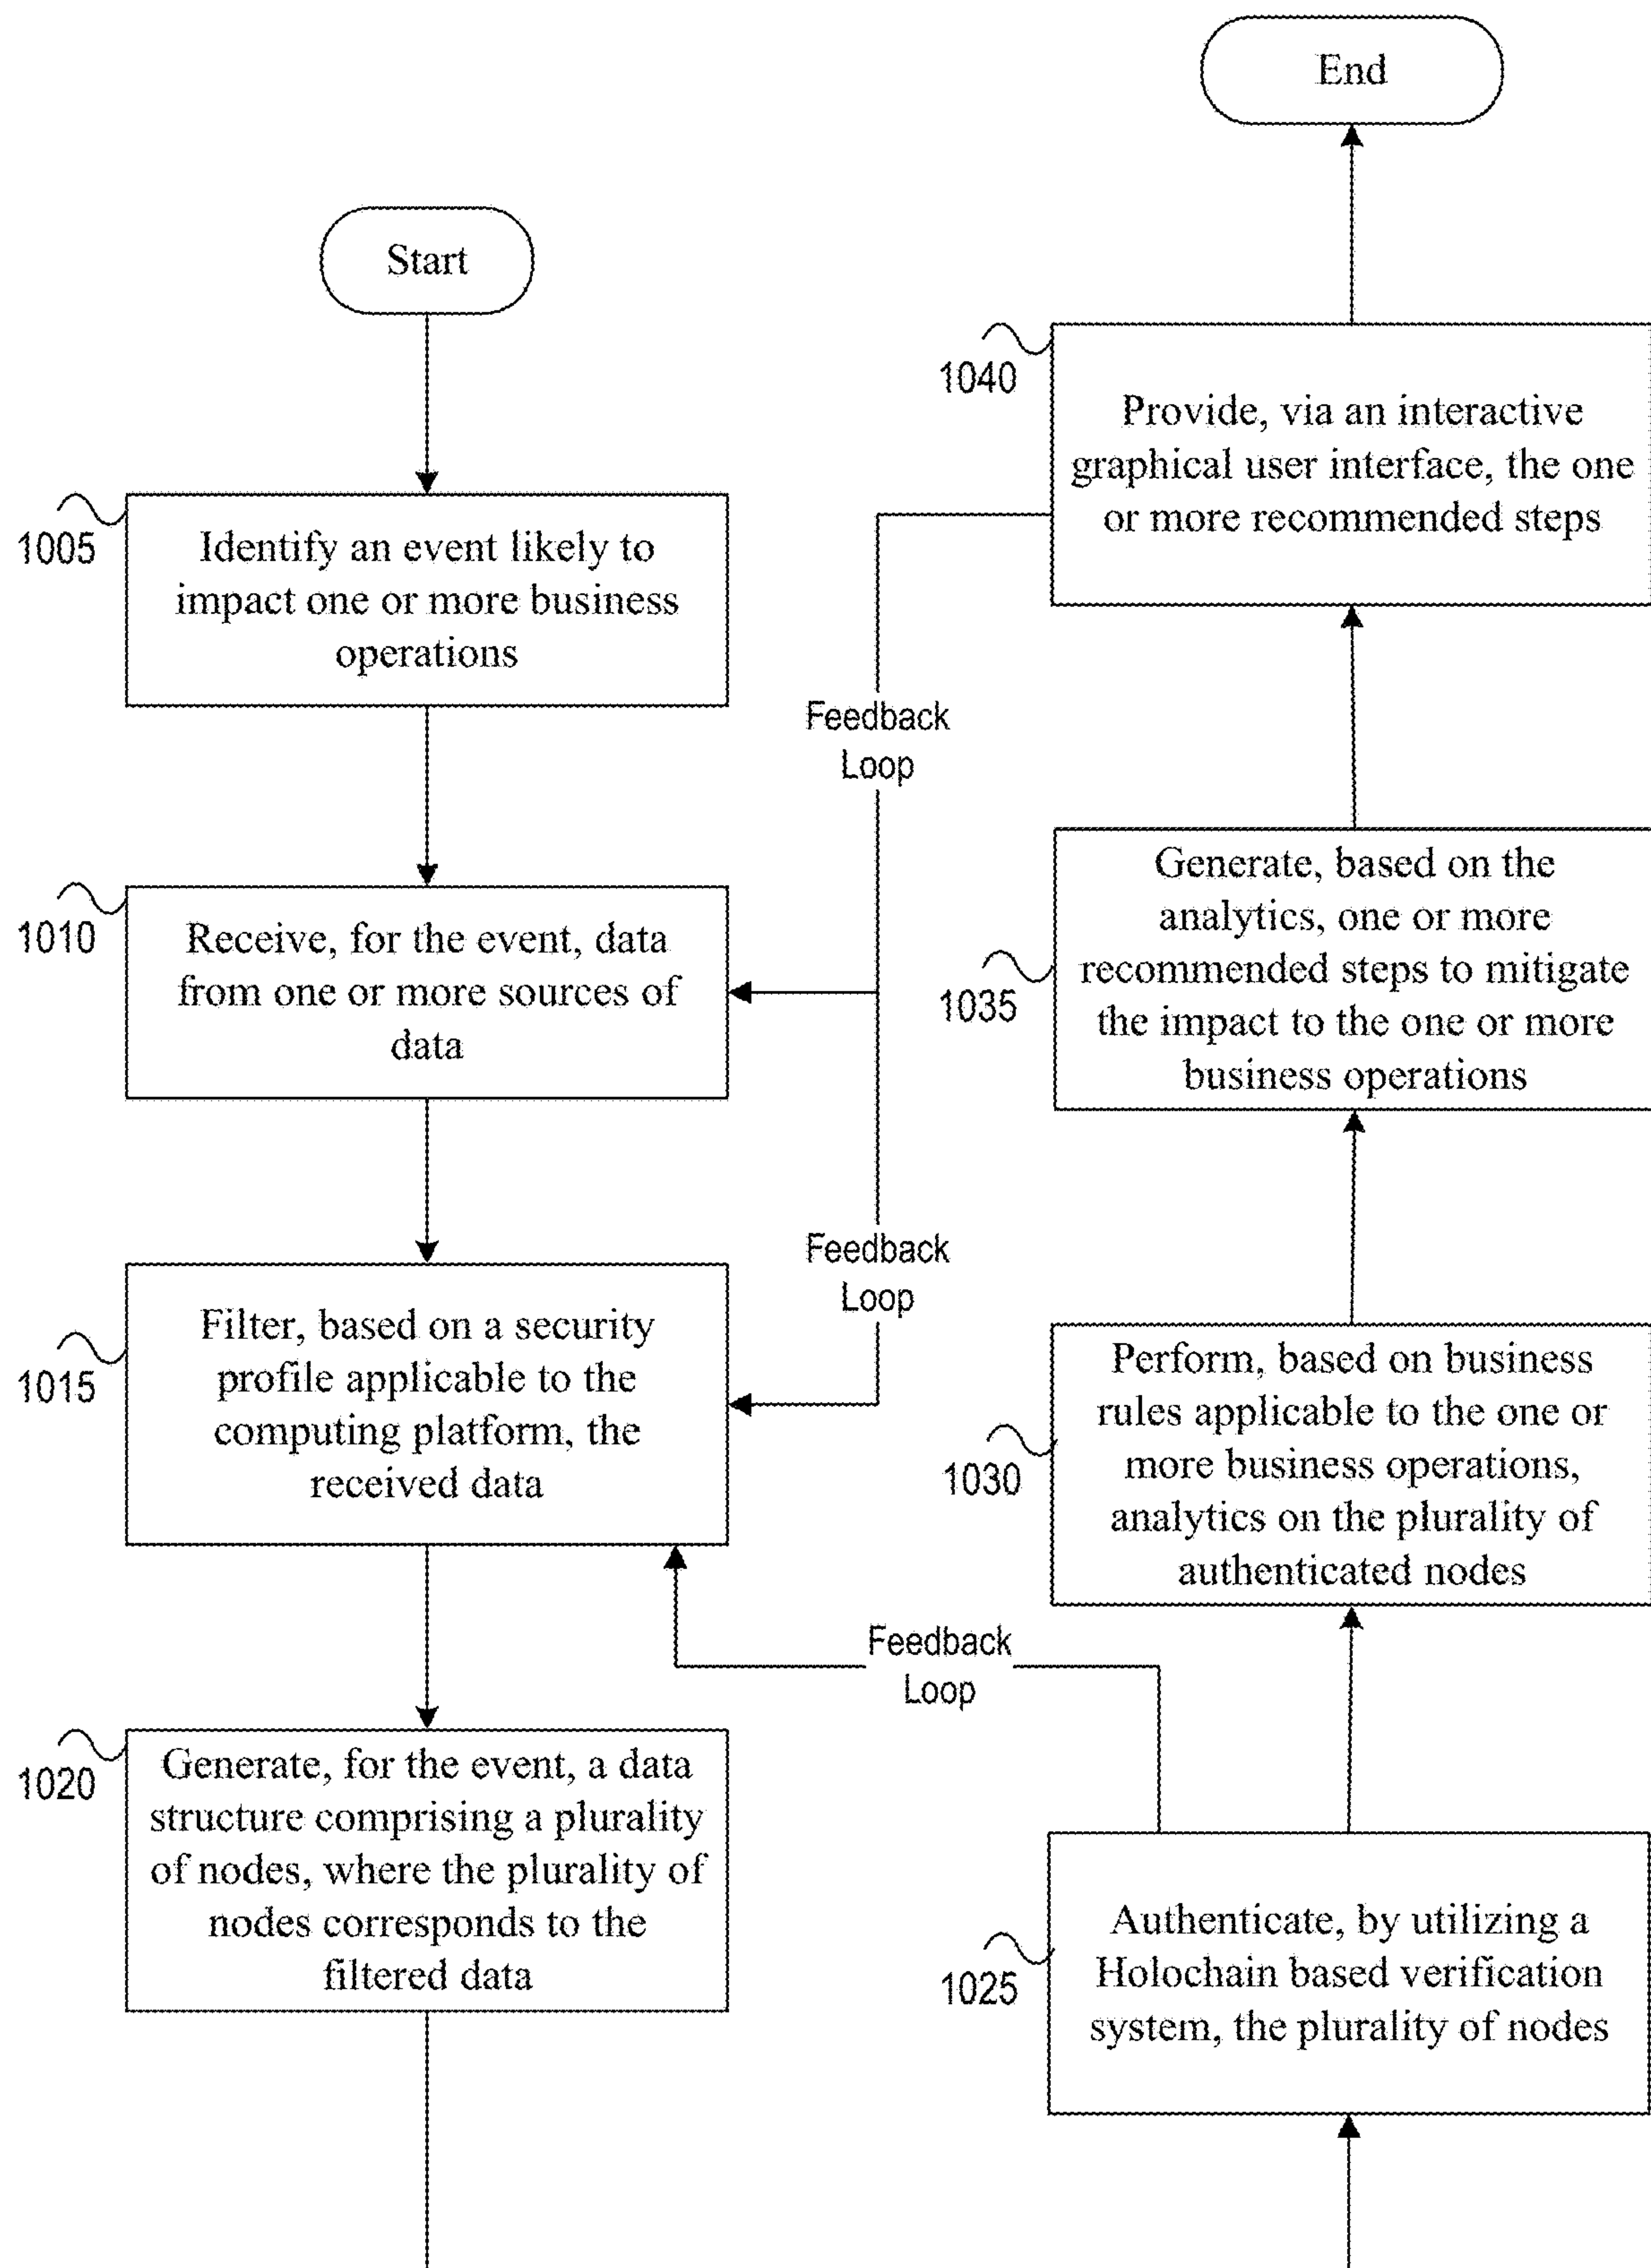 Start
1005
Identify an event likely to
impact one or more business
operations
1010
Receive, for the event, data
from one or more sources of
data
1015
Filter, based on a security
profile applicable to the
computing platform, the
received data
1020
Generate, for the event, a data
structure comprising a plurality
of nodes, where the plurality of
nodes corresponds to the
filtered data
Feedback
Loop
Feedback
Loop
Feedback
Loop
1025
Authenticate, by utilizing a
Holochain based verification
system, the plurality of nodes
1030
Perform, based on business
rules applicable to the one or
more business operations,
analytics on the plurality of
authenticated nodes
1035
Generate, based on the
analytics, one or more
recommended steps to mitigate
the impact to the one or more
business operations
1040
Provide, via an interactive
graphical user interface, the one
or more recommended steps
End